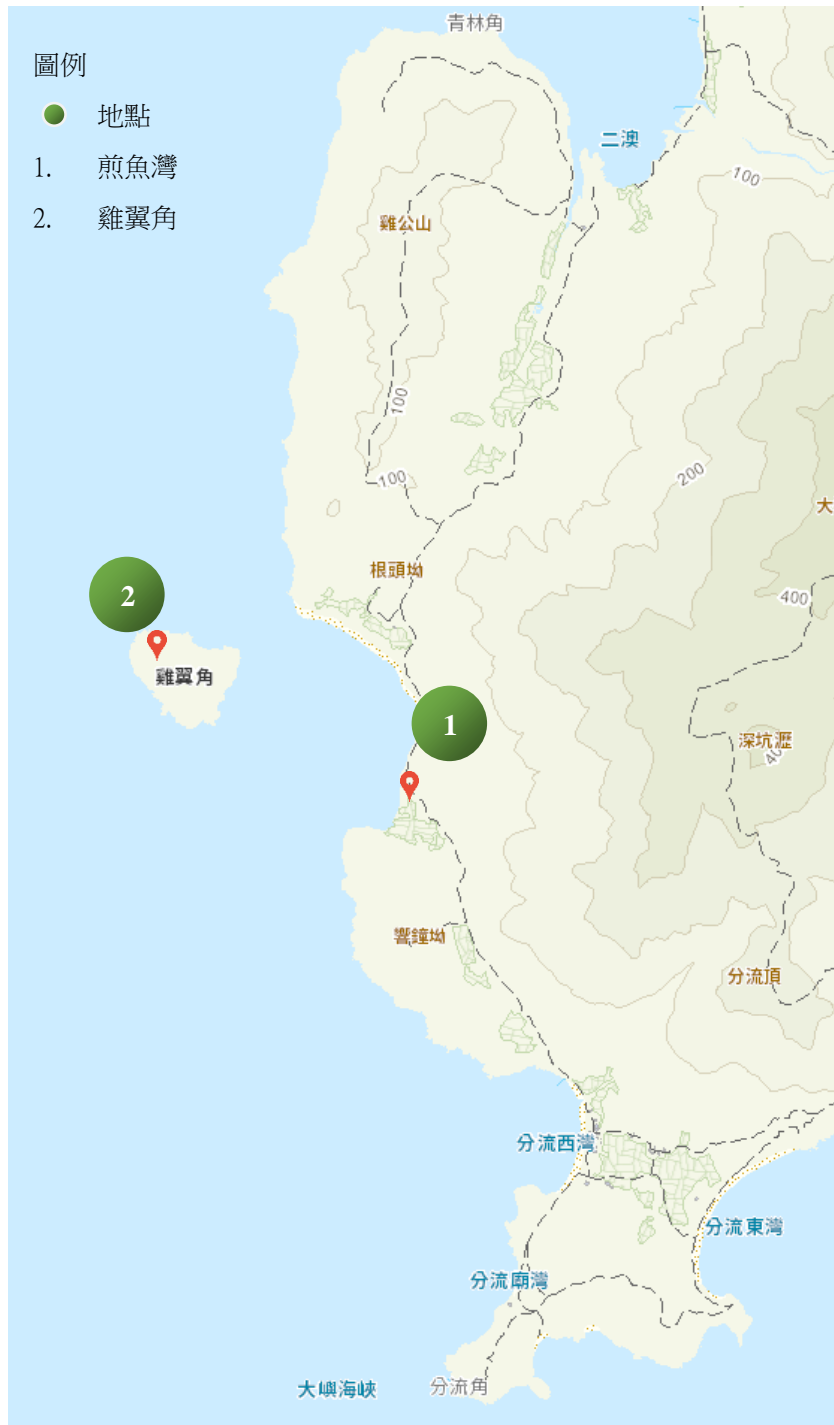 圖例
地點
1. 煎魚灣
2. 雞翼角
青林角
二澳
100
雞公山
100
100
200
大
根頭坳
400
2
雞翼角
1
深坑瀝
響鐘坳
分流頂
分流西灣
分流東灣
分流廟灣
大嶼海峽
分流角